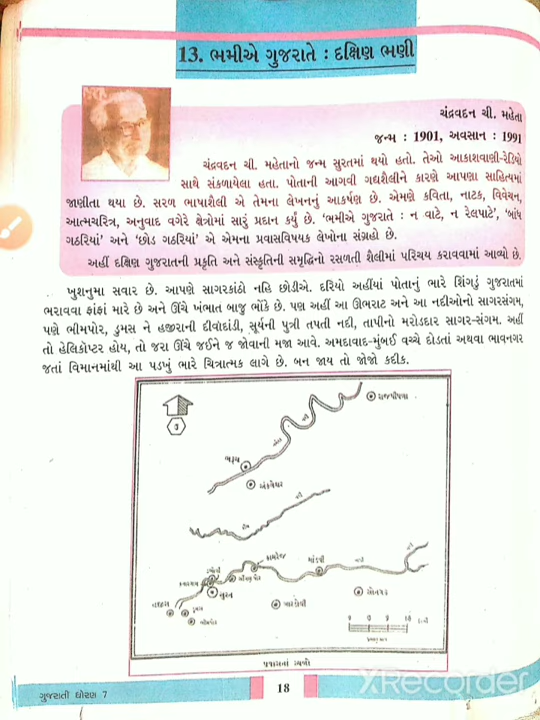 13. ભમીએ ગુજરાતે : દક્ષિણ ભણી
ચંદ્રવદન ચી. મહેતા
જન્મ : 1901, અવસાન : 1991
ચંદ્રવદન ચી. મહેતાનો જન્મ સુરતમાં થયો હતો. તેઓ આકાશવાણી-રેડિયો
સાથે સંકળાયેલા હતા. પોતાની આગવી ગદ્યશૈલીને કારણે આપણા સાહિત્યમાં
જાણીતા થયા છે. સરળ ભાષાશૈલી એ તેમના લેખનનું આકર્ષણ છે. એમણે કવિતા, નાટક, વિવેચન,
આત્મચરિત્ર, અનુવાદ વગેરે ક્ષેત્રોમાં સારું પ્રદાન કર્યું છે. ‘ભમીએ ગુજરાતે : ન વાટે, ન રેલપાટે’, ‘બાંધ
ગઠરિયાં’ અને ‘છોડ ગઠરિયાં’ એ એમના પ્રવાસવિષયક લેખોના સંગ્રહો છે.
અહીં દક્ષિણ ગુજરાતની પ્રકૃતિ અને સંસ્કૃતિની સમૃદ્ધિનો રસળતી શૈલીમાં પરિચય કરાવવામાં આવ્યો છે.
ખુશનુમા સવાર છે. આપણે સાગરકાંઠો નહિ છોડીએ. દરિયો અહીંયાં પોતાનું ભારે શિંગડું ગુજરાતમાં
ભરાવવા ફાંફાં મારે છે અને ઊંચે ખંભાત બાજુ ભોંકે છે. પણ અહીં આ ઊભરાટ અને આ નદીઓનો સાગરસંગમ,
પણે ભીમપોર, ડુમસ ને હજીરાની દીવાદાંડી, સૂર્યની પુત્રી તપતી નદી, તાપીનો મરોડદાર સાગર-સંગમ. અહીં
તો હેલિકોપ્ટર હોય, તો જરા ઊંચે જઈને જ જોવાની મજા આવે. અમદાવાદ-મુંબઈ વચ્ચે દોડતાં અથવા ભાવનગર
જતાં વિમાનમાંથી આ પડખું ભારે ચિત્રાત્મક લાગે છે. બન જાય તો જોજો કદીક.
ઉ
રાજપીપળા
ભરૂચ
અંકલેશ્વર
કામરેજ
માંડવી
સુરત
સોનગઢ
ડુમસ
ભીમપોર
પ્રવાસનાં સ્થળો
ગુજરાતી ધોરણ 7
18
XRecorder